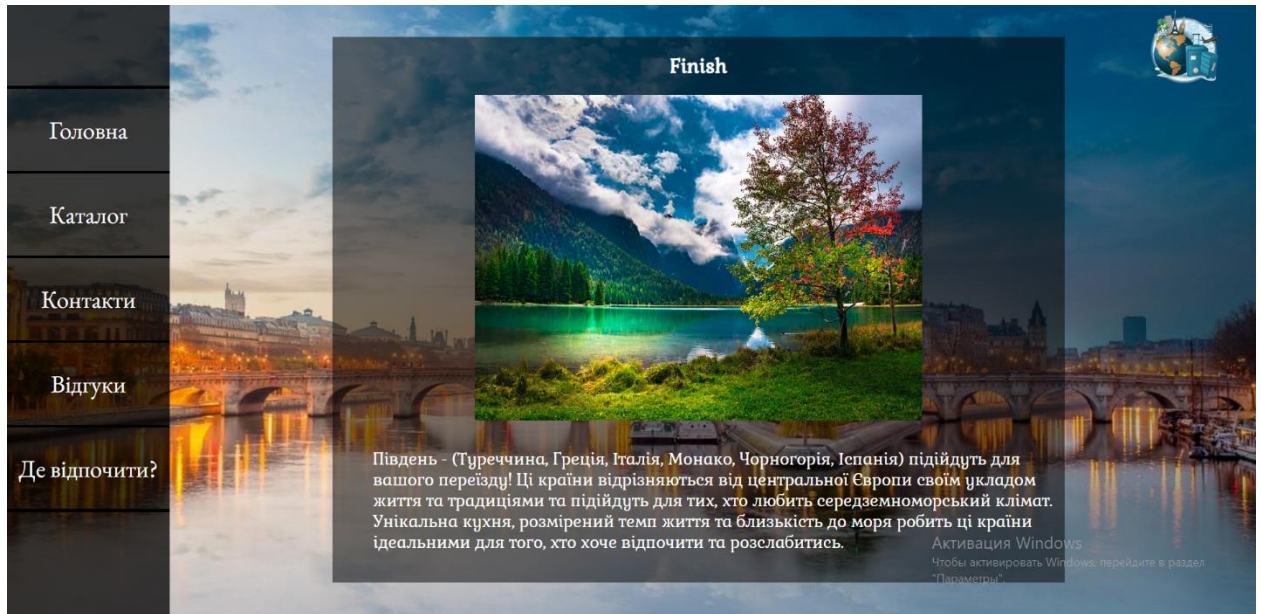 Головна
Каталог
Контакти
Відгуки
Де відпочити?
Finish
Південь - (Туреччина, Греція, Італія, Монако, Чорногорія, Іспанія) підійдуть для
вашого переїзду! Ці країни відрізняються від центральної Європи своїм укладом
життя та традиціями та підійдуть для тих, хто любить середземноморський клімат.
Унікальна кухня, розмірений темп життя та близькість до моря робить ці країни
ідеальними для того, хто хоче відпочити та розслабитись.
Активация Windows
Чтобы активировать Windows, перейдите в раздел
"Параметры".